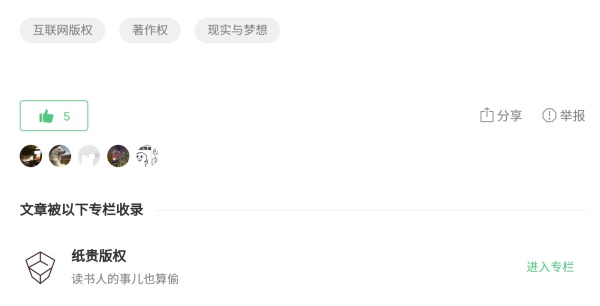 互联网版权 著作权 现实与梦想
5 分享 举报
文章被以下专栏收录
纸贵版权
读书人的事儿也算偷 进入专栏